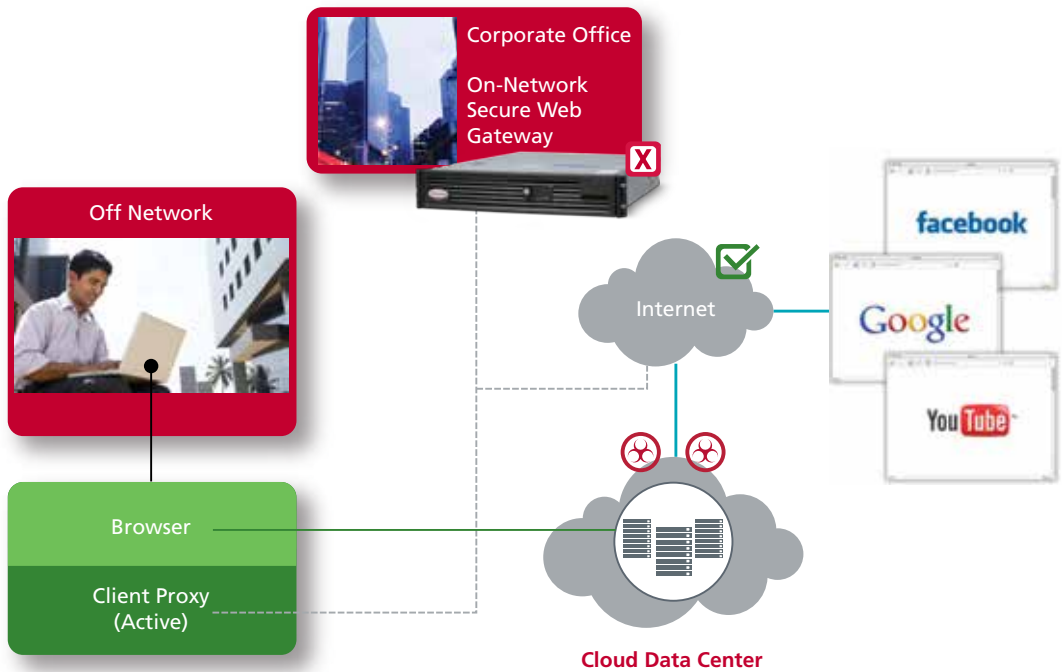 Corporate Office
On-Network
Secure Web
Gateway
X
Off Network
Internet
facebook
Google
YouTube
Browser
Client Proxy
(Active)
Cloud Data Center